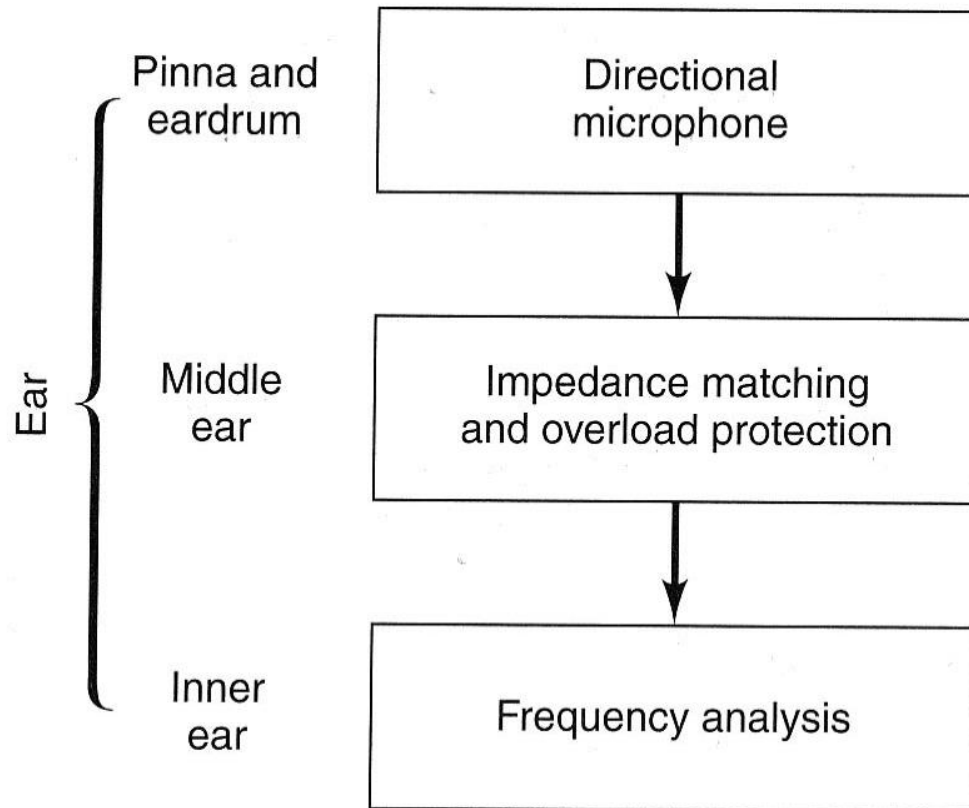 Pinna and
eardrum
Directional
microphone
Ear
Middle
ear
Impedance matching
and overload protection
Inner
ear
Frequency analysis